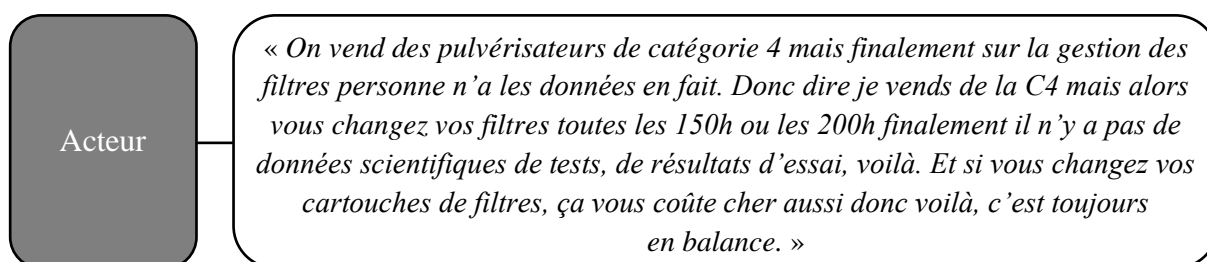 Acteur
« On vend des pulvérisateurs de catégorie 4 mais finalement sur la gestion des
filtres personne n’a les données en fait. Donc dire je vends de la C4 mais alors
vous changez vos filtres toutes les 150h ou les 200h finalement il n’y a pas de
données scientifiques de tests, de résultats d’essai, voilà. Et si vous changez vos
cartouches de filtres, ça vous coûte cher aussi donc voilà, c’est toujours
en balance. »